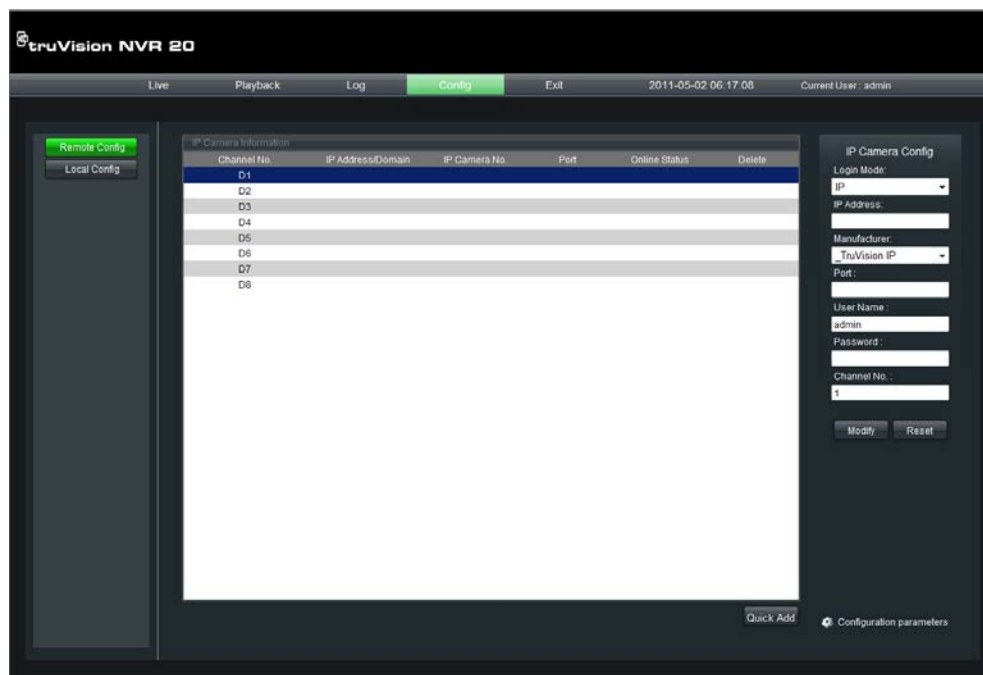 truVision NVR 20
Live Playback Log Config Exit 2011-05-02 06:17:08 Current User : admin
Remote Config
Local Config
IP Camera Information
Channel No. IP Address/Domain IP Camera No. Port Online Status Delete
D1
D2
D3
D4
D5
D6
D7
D8
Quick Add
IP Camera Config
Login Mode:
IP
IP Address:
Manufacturer:
_TruVision IP
Port :
User Name :
admin
Password :
Channel No. :
1
Modify Reset
Configuration parameters